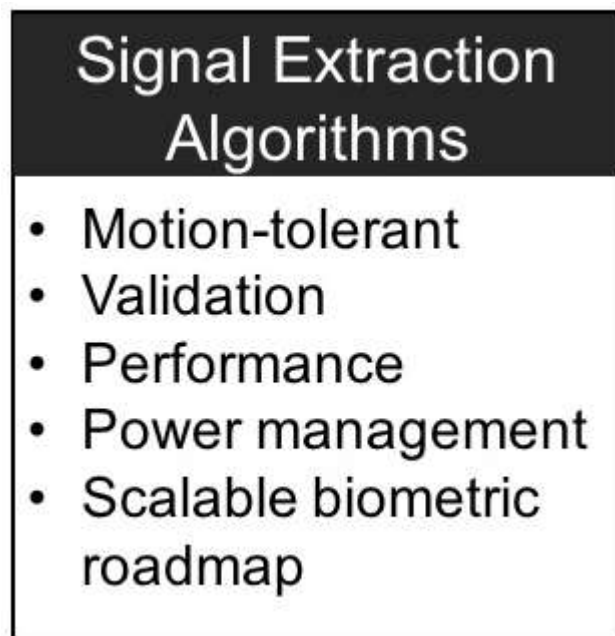 Signal Extraction
Algorithms
• Motion-tolerant
• Validation
• Performance
• Power management
• Scalable biometric
roadmap